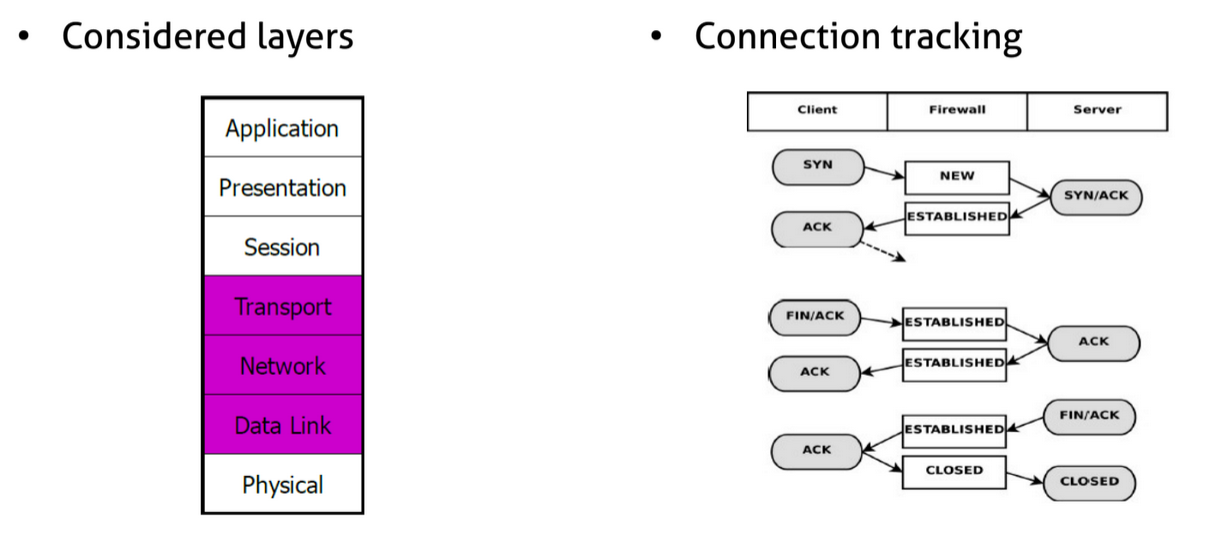 • Considered layers
Application
Presentation
Session
Transport
Network
Data Link
Physical
• Connection tracking
Client Firewall Server
SYN
NEW
SYN/ACK
ESTABLISHED
ACK
FIN/ACK
ESTABLISHED
ACK
ESTABLISHED
ACK
FIN/ACK
ESTABLISHED
ACK
CLOSED
CLOSED